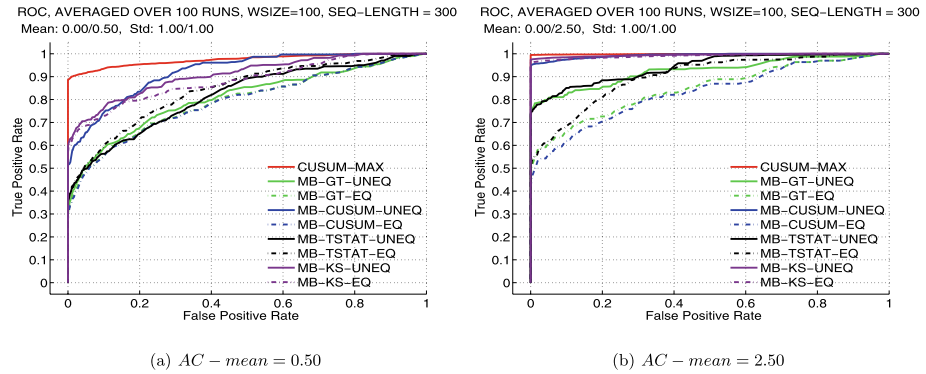 ROC, AVERAGED OVER 100 RUNS, WSIZE=100, SEQ-LENGTH = 300
Mean: 0.00/0.50, Std: 1.00/1.00
True Positive Rate
1
0.9
0.8
0.7
0.6
0.5
0.4
0.3
0.2
0.1
0
CUSUM-MAX
MB-GT-UNEQ
MB-GT-EQ
MB-CUSUM-UNEQ
MB-CUSUM-EQ
MB-TSTAT-UNEQ
MB-TSTAT-EQ
MB-KS-UNEQ
MB-KS-EQ
0 0.2 0.4 0.6 0.8 1
False Positive Rate
(a) AC − mean = 0.50
ROC, AVERAGED OVER 100 RUNS, WSIZE=100, SEQ-LENGTH = 300
Mean: 0.00/2.50, Std: 1.00/1.00
True Positive Rate
1
0.9
0.8
0.7
0.6
0.5
0.4
0.3
0.2
0.1
0
CUSUM-MAX
MB-GT-UNEQ
MB-GT-EQ
MB-CUSUM-UNEQ
MB-CUSUM-EQ
MB-TSTAT-UNEQ
MB-TSTAT-EQ
MB-KS-UNEQ
MB-KS-EQ
0 0.2 0.4 0.6 0.8 1
False Positive Rate
(b) AC − mean = 2.50